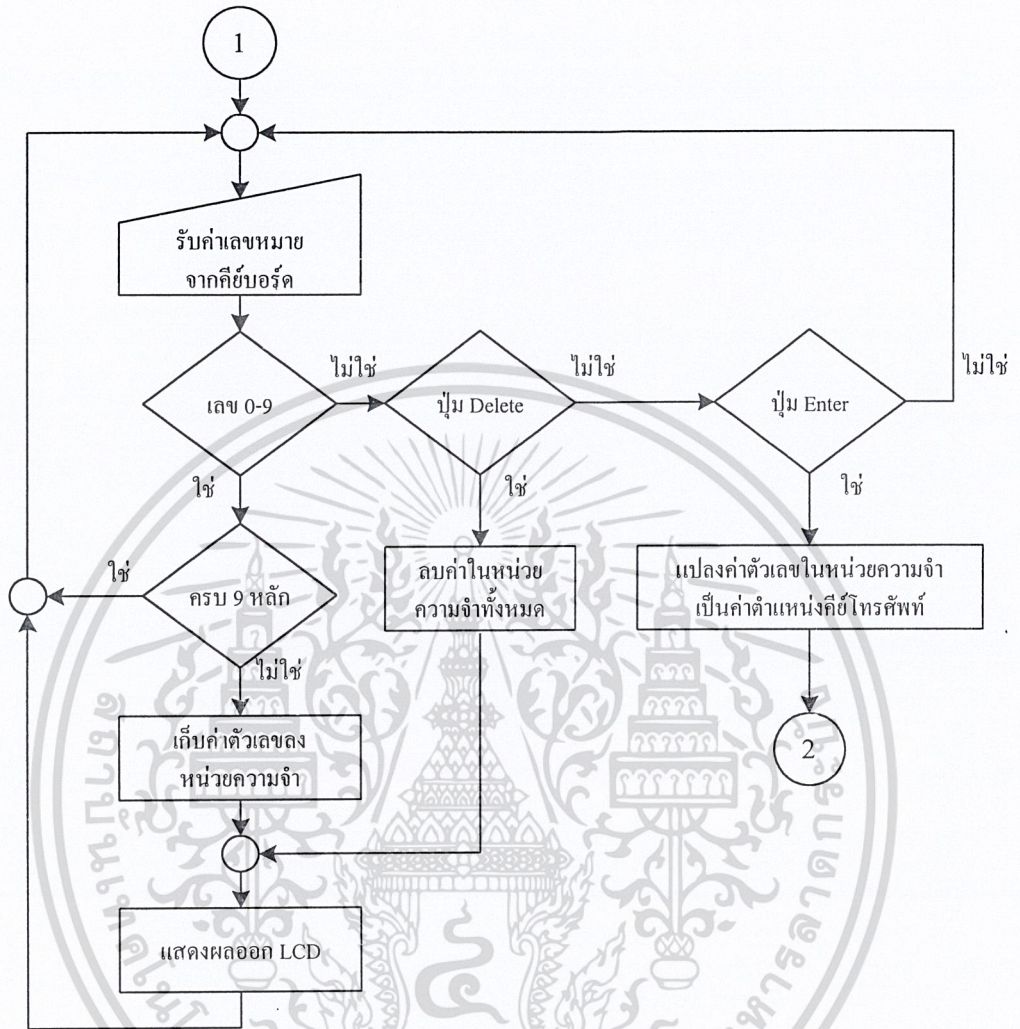 1
รับค่าเลขหมาย
จากคีย์บอร์ด
เลข 0-9
ไม่ใช่
ปุ่ม Delete
ไม่ใช่
ปุ่ม Enter
ไม่ใช่
ใช่
ใช่
ใช่
ครบ 9 หลัก
ใช่
ลบค่าในหน่วย
ความจำทั้งหมด
แปลงค่าตัวเลขในหน่วยความจำ
เป็นค่าตำแหน่งคีย์โทรศัพท์
ไม่ใช่
เก็บค่าตัวเลขลง
หน่วยความจำ
2
แสดงผลออก LCD